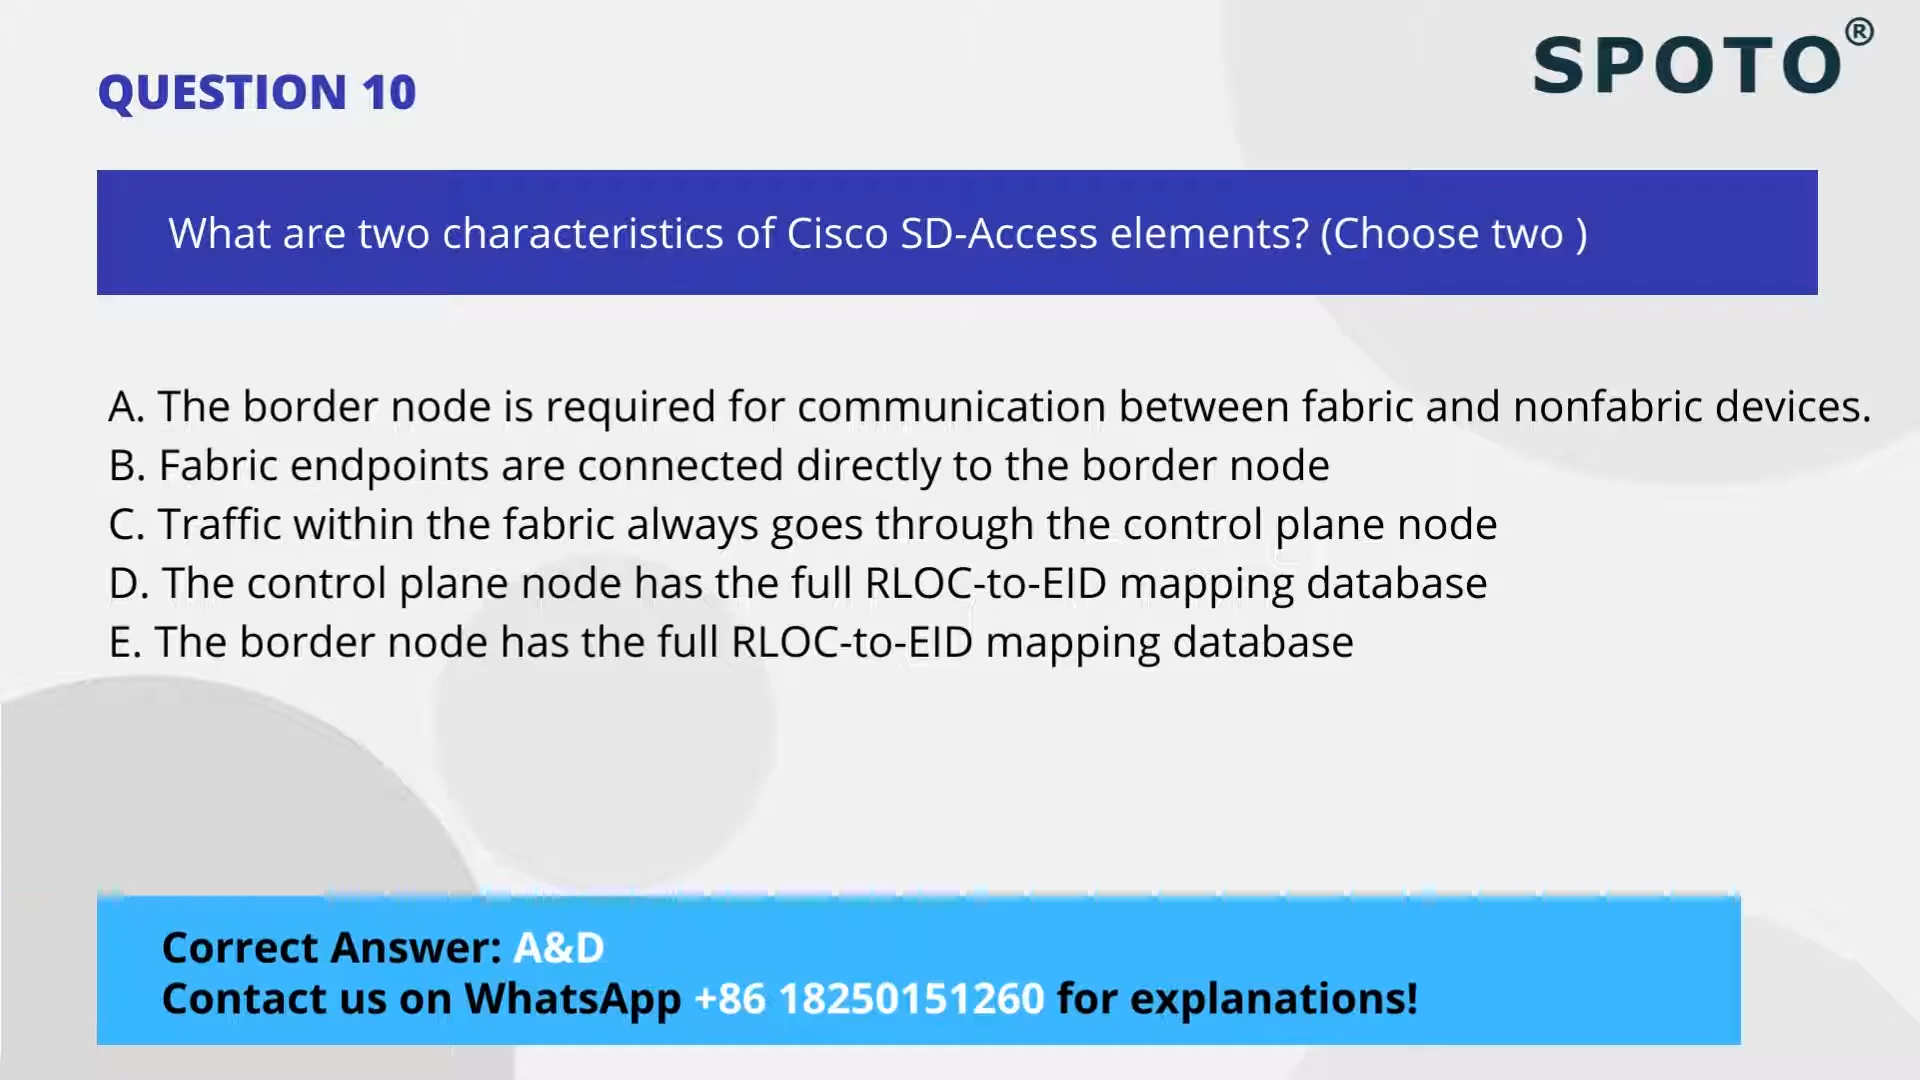 SPOTO®
QUESTION 10
What are two characteristics of Cisco SD-Access elements? (Choose two )
A. The border node is required for communication between fabric and nonfabric devices.
B. Fabric endpoints are connected directly to the border node
C. Traffic within the fabric always goes through the control plane node
D. The control plane node has the full RLOC-to-EID mapping database
E. The border node has the full RLOC-to-EID mapping database
Correct Answer: A&D
Contact us on WhatsApp +86 18250151260 for explanations!